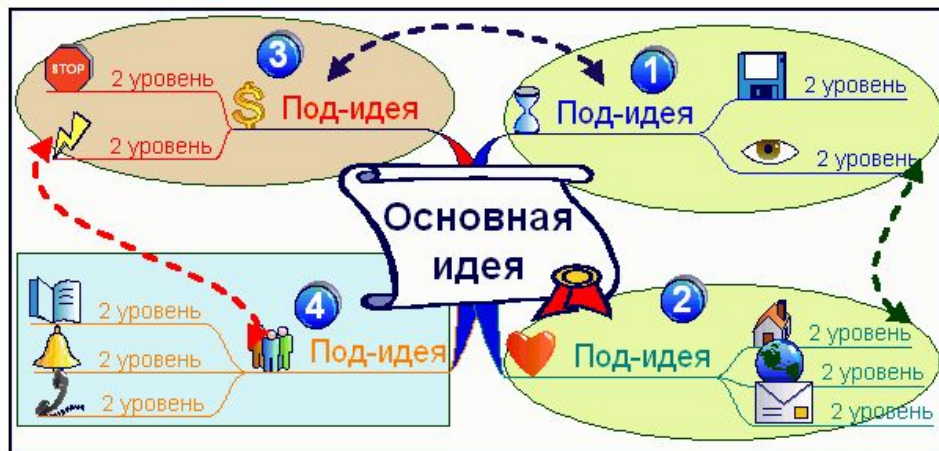 STOP
2 уровень
3
$
Под-идея
2 уровень
1
Под-идея
2 уровень
2 уровень
Основная
идея
4
2 уровень
2 уровень
Под-идея
2 уровень
2
Под-идея
2 уровень
2 уровень
2 уровень